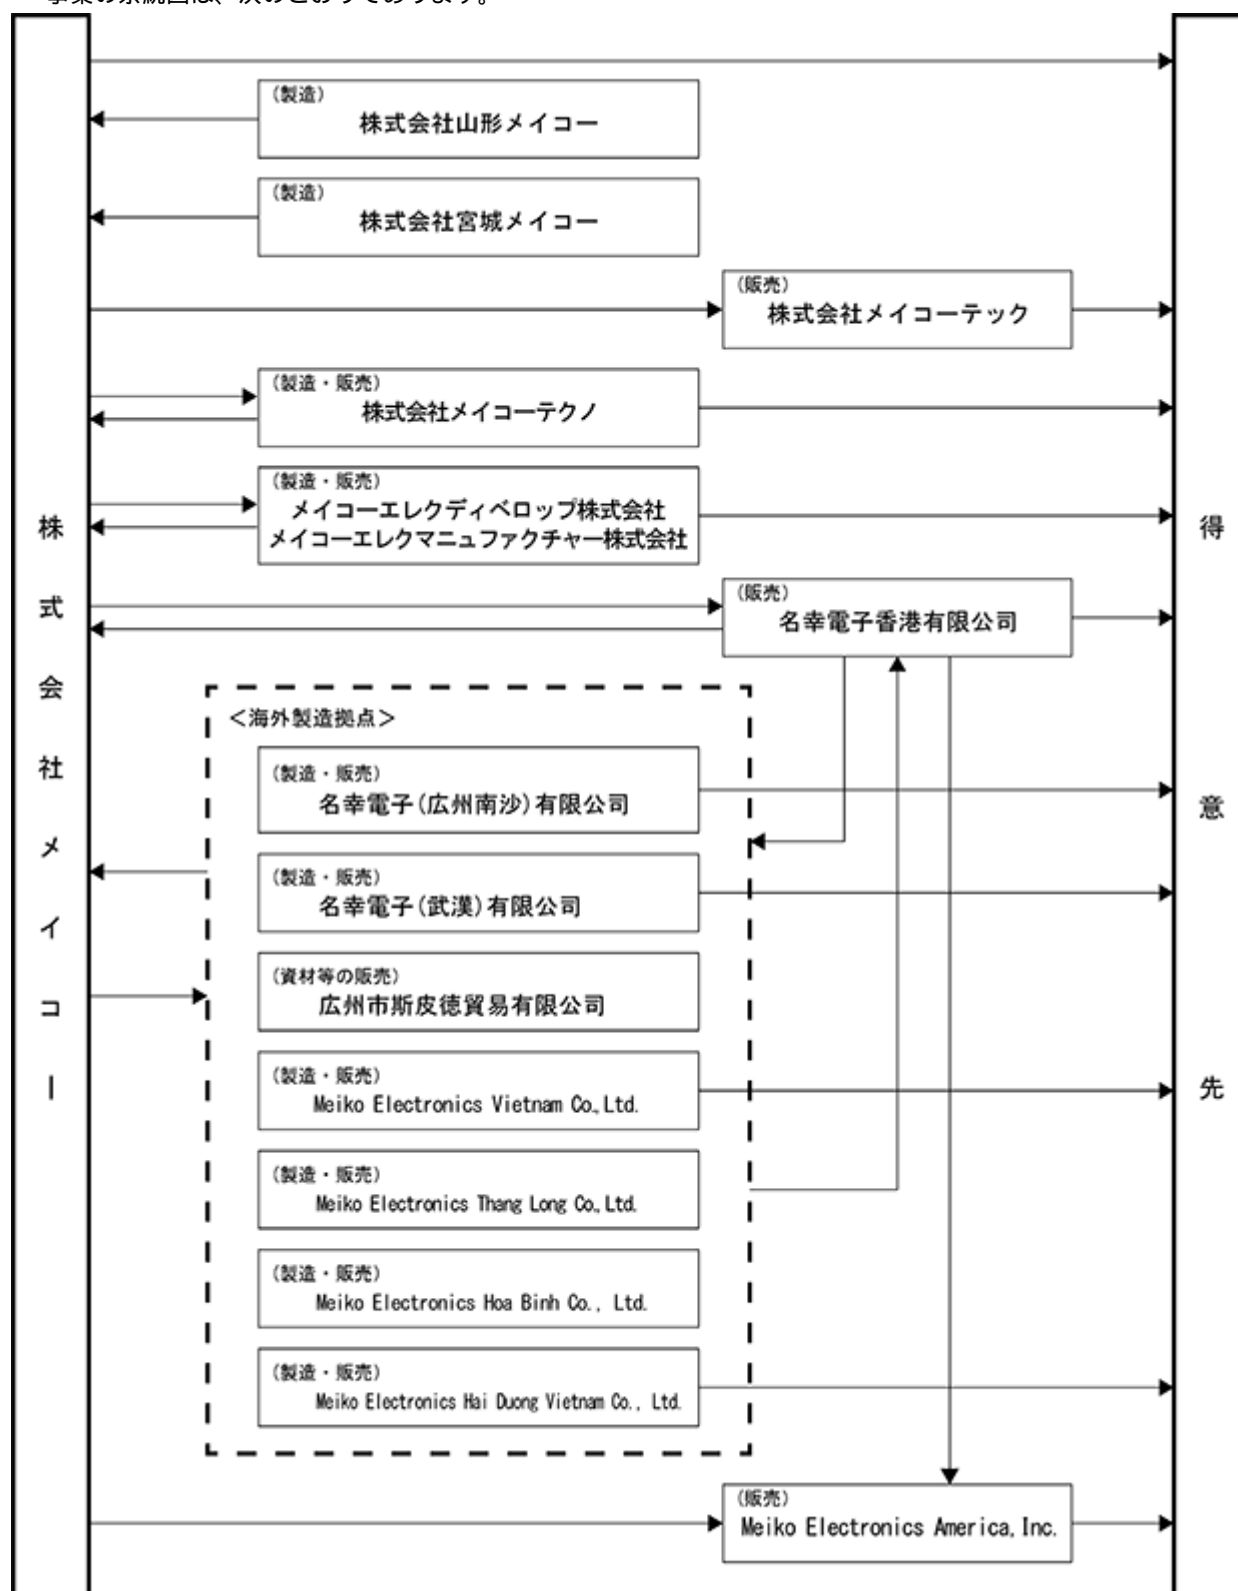 事業の系統図は、次のとおりであります。
(製造)
株式会社山形メイコー
(製造)
株式会社宮城メイコー
(販売)
株式会社メイコーテック
(製造・販売)
株式会社メイコーテクノ
(製造・販売)
メイコーエレクディベロップ株式会社
メイコーエレクマニュファクチャー株式会社
(販売)
名幸電子香港有限公司
株式会社メイコー
得意先
<海外製造拠点>
(製造・販売)
名幸電子(広州南沙)有限公司
(製造・販売)
名幸電子(武漢)有限公司
(資材等の販売)
広州市斯皮徳貿易有限公司
(製造・販売)
Meiko Electronics Vietnam Co.,Ltd.
(製造・販売)
Meiko Electronics Thang Long Co.,Ltd.
(製造・販売)
Meiko Electronics Hoa Binh Co., Ltd.
(製造・販売)
Meiko Electronics Hai Duong Vietnam Co., Ltd.
(販売)
Meiko Electronics America,Inc.